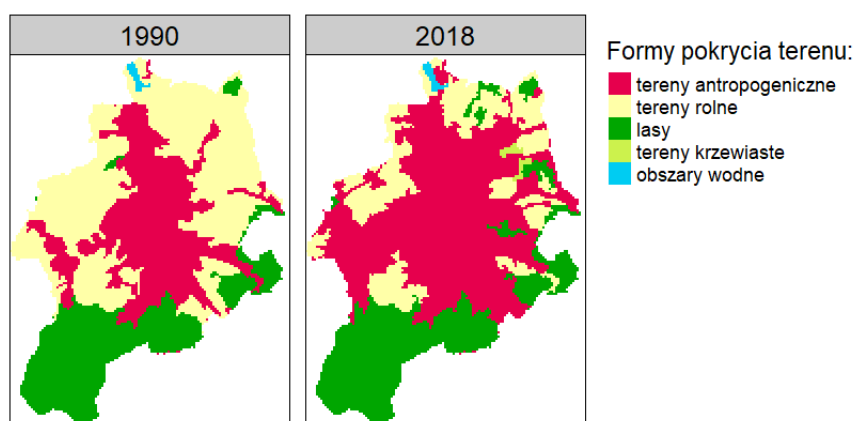 1990
2018
Formy pokrycia terenu:
tereny antropogeniczne
tereny rolne
lasy
tereny krzewiaste
obszary wodne